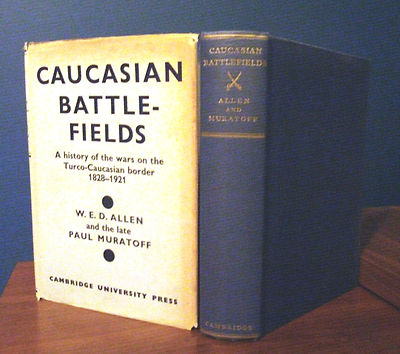 CAUCASIAN
BATTLE-
FIELDS
A history of the wars on the
Turco-Caucasian border
1828-1921
W. E. D. ALLEN
and the late
PAUL MURATOFF
CAMBRIDGE UNIVERSITY PRESS
CAUCASIAN
BATTLEFIELDS
ALLEN
AND
MURATOFF
CAMBRIDGE